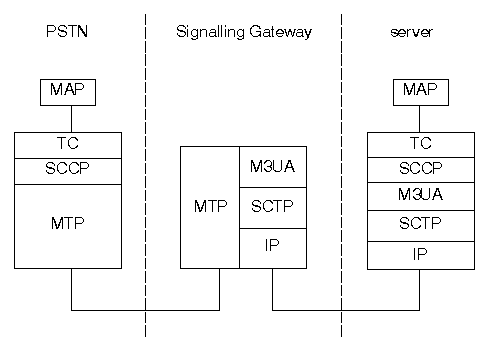 PSTN
Signalling Gateway
server
MAP
TC
SCCP
MTP
MTP
M3UA
SCTP
IP
MAP
TC
SCCP
M3UA
SCTP
IP